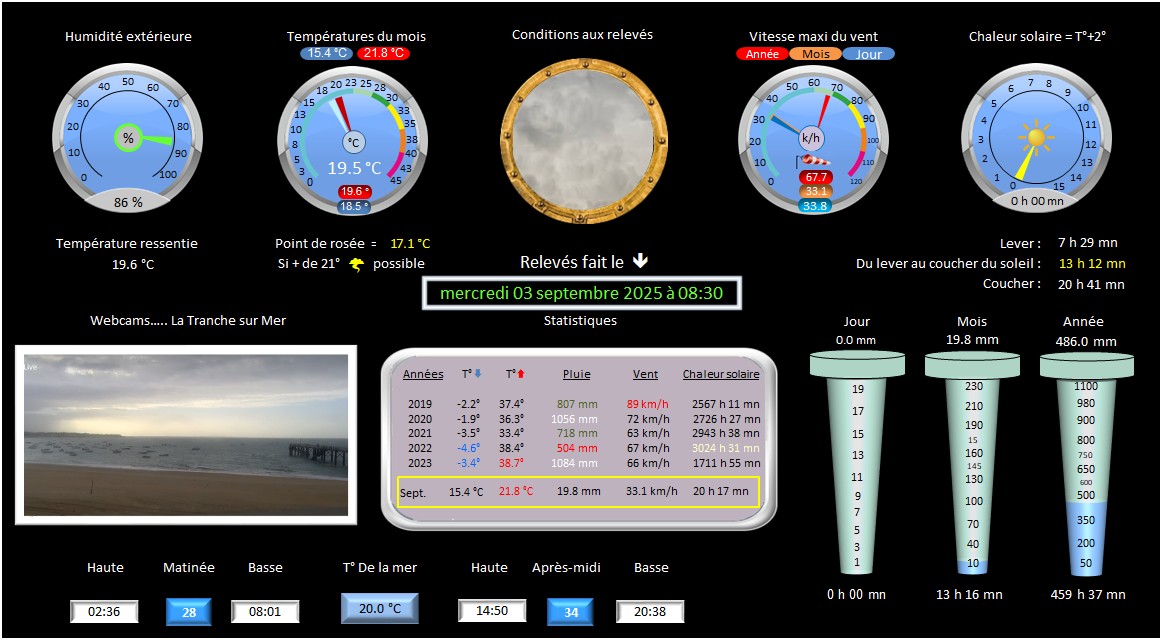 Humidité extérieure
Températures du mois
15.4 °C 21.8 °C
Conditions aux relevés
Vitesse maxi du vent
Année Mois Jour
Chaleur solaire = T°+2°
0 10 20 30 40 50 60 70 80 90 100
%
86 %
0 3 5 8 10 13 15 18 20 23 25 28 30 33 35 38 40 43 45
°C
19.5 °C
19.6 °
18.5 °
0 10 20 30 40 50 60 70 80 90 100 110 120
k/h
67.7
33.1
33.8
0 1 2 3 4 5 6 7 8 9 10 11 12 13 14 15
0 h 00 mn
Température ressentie
19.6 °C
Point de rosée = 17.1 °C
Si + de 21° possible
Relevés fait le
mercredi 03 septembre 2025 à 08:30
Lever : 7 h 29 mn
Du lever au coucher du soleil : 13 h 12 mn
Coucher : 20 h 41 mn
Webcams..... La Tranche sur Mer
Live
Statistiques
Années T° T° Pluie Vent Chaleur solaire
2019 -2.2° 37.4° 807 mm 89 km/h 2567 h 11 mn
2020 -1.9° 36.3° 1056 mm 72 km/h 2726 h 27 mn
2021 -3.5° 33.4° 718 mm 63 km/h 2943 h 38 mn
2022 -4.6° 38.4° 504 mm 67 km/h 3024 h 31 mn
2023 -3.4° 38.7° 1084 mm 66 km/h 1711 h 55 mn
Sept. 15.4 °C 21.8 °C 19.8 mm 33.1 km/h 20 h 17 mn
Jour
0.0 mm
19
17
15
13
11
9
7
5
3
1
0 h 00 mn
Mois
19.8 mm
230
210
190
15
160
145
130
100
70
40
10
13 h 16 mn
Année
486.0 mm
1100
980
900
800
750
650
600
500
350
200
50
459 h 37 mn
Haute Matinée Basse
02:36 28 08:01
T° De la mer
20.0 °C
Haute Après-midi Basse
14:50 34 20:38